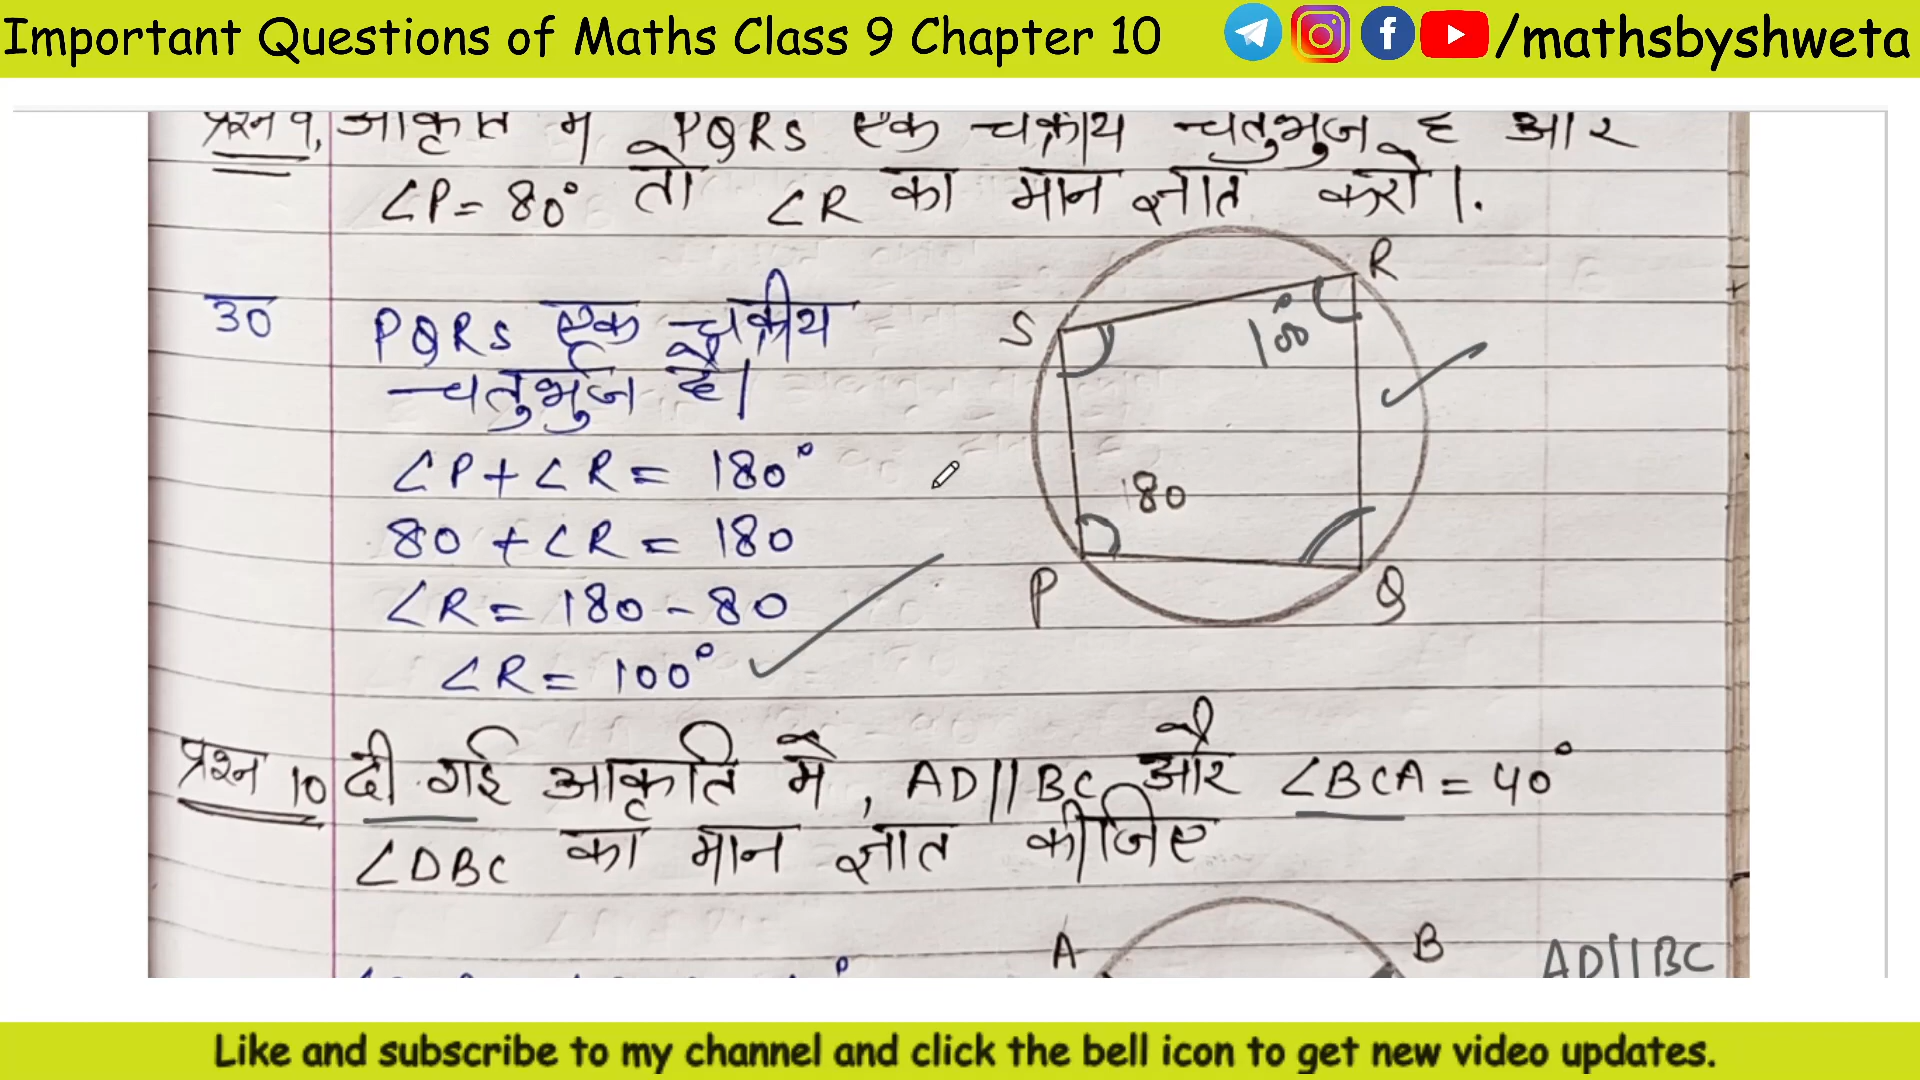 Important Questions of Maths Class 9 Chapter 10
/mathsbyshweta
प्रश्न 9, आकृति में PQRS एक चक्रीय चतुर्भुज है और
∠P= 80° तो ∠R का मान ज्ञात करो।.
R
S
100°
उ० PQRS एक चक्रीय
चतुर्भुज है।
∠P+∠R= 180°
80 +∠R= 180
∠R= 180-80
∠R= 100°
80
P
Q
प्रश्न 10 दी गई आकृति में, AD||BC और ∠BCA= 40°
∠DBC का मान ज्ञात कीजिए
A
B
AD||BC
Like and subscribe to my channel and click the bell icon to get new video updates.